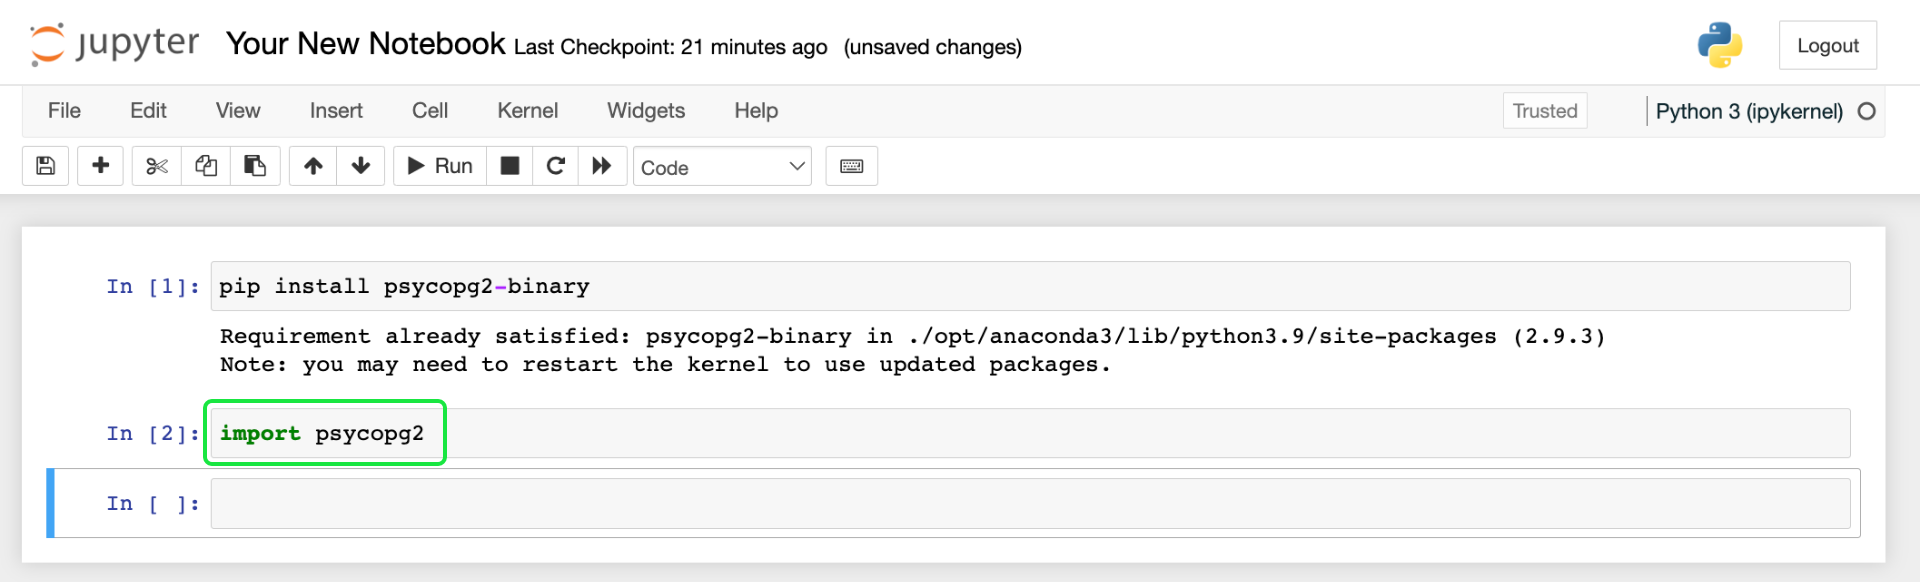 jupyter Your New Notebook Last Checkpoint: 21 minutes ago (unsaved changes) Logout
File Edit View Insert Cell Kernel Widgets Help Trusted Python 3 (ipykernel)
Run Code
In [1]: pip install psycopg2-binary
Requirement already satisfied: psycopg2-binary in ./opt/anaconda3/lib/python3.9/site-packages (2.9.3)
Note: you may need to restart the kernel to use updated packages.
In [2]: import psycopg2
In [ ]: